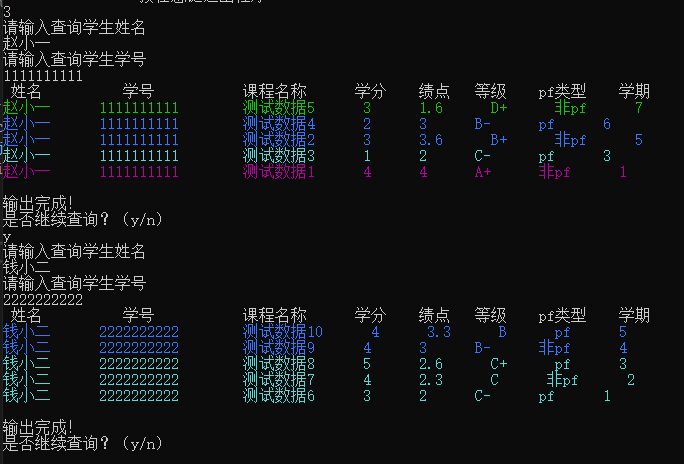 3
请输入查询学生姓名
赵小一
请输入查询学生学号
1111111111
姓名 学号 课程名称 学分 绩点 等级 pf类型 学期
赵小一 1111111111 测试数据5 3 1.6 D+ 非pf 7
赵小一 1111111111 测试数据4 2 3 B- pf 6
赵小一 1111111111 测试数据2 3 3.6 B+ 非pf 5
赵小一 1111111111 测试数据3 1 2 C- pf 3
赵小一 1111111111 测试数据1 4 4 A+ 非pf 1
输出完成!
是否继续查询? (y/n)
y
请输入查询学生姓名
钱小二
请输入查询学生学号
2222222222
姓名 学号 课程名称 学分 绩点 等级 pf类型 学期
钱小二 2222222222 测试数据10 4 3.3 B pf 5
钱小二 2222222222 测试数据9 4 3 B- 非pf 4
钱小二 2222222222 测试数据8 5 2.6 C+ pf 3
钱小二 2222222222 测试数据7 4 2.3 C 非pf 2
钱小二 2222222222 测试数据6 3 2 C- pf 1
输出完成!
是否继续查询? (y/n)